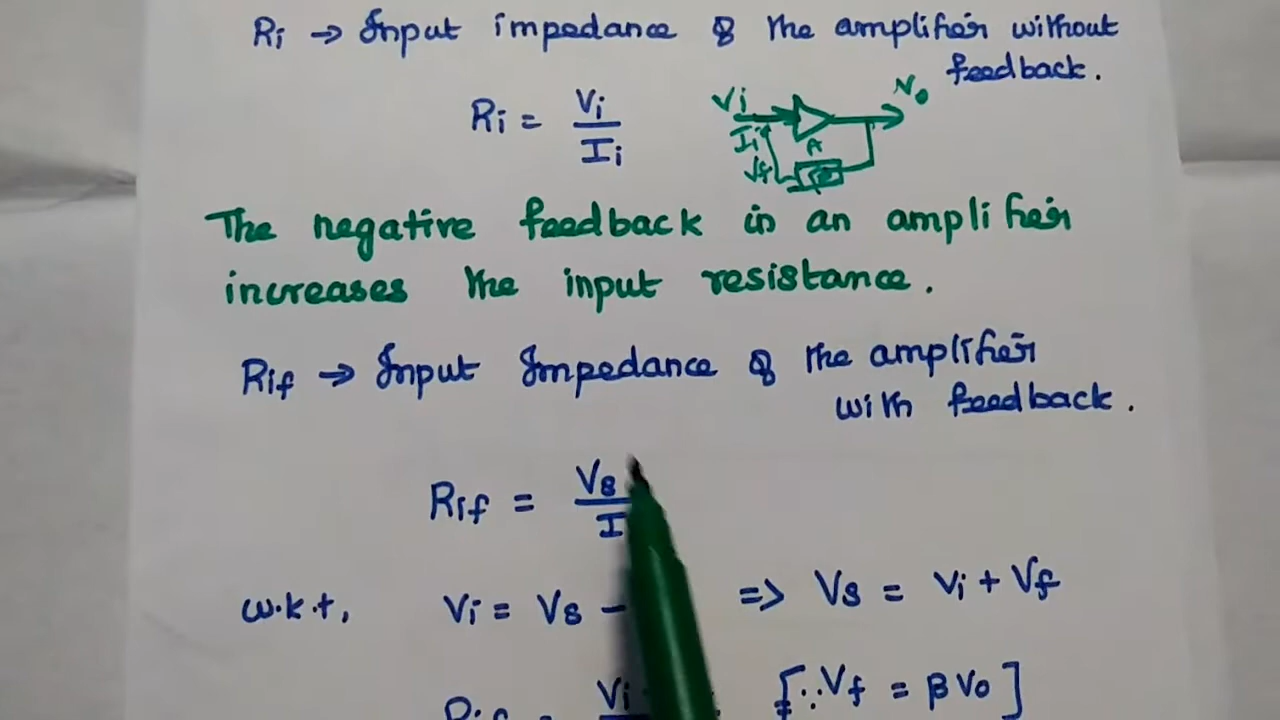 Ri → Input impedance of the amplifier without
feedback.
Ri = Vi / Ii
Vi
Ii
Vf
A
Vo
The negative feedback in an amplifier
increases the input resistance.
Rif → Input Impedance of the amplifier
with feedback.
Rif = Vs / I
w.k.t, Vi = Vs - => Vs = Vi + Vf
Vi [∵ Vf = β Vo]